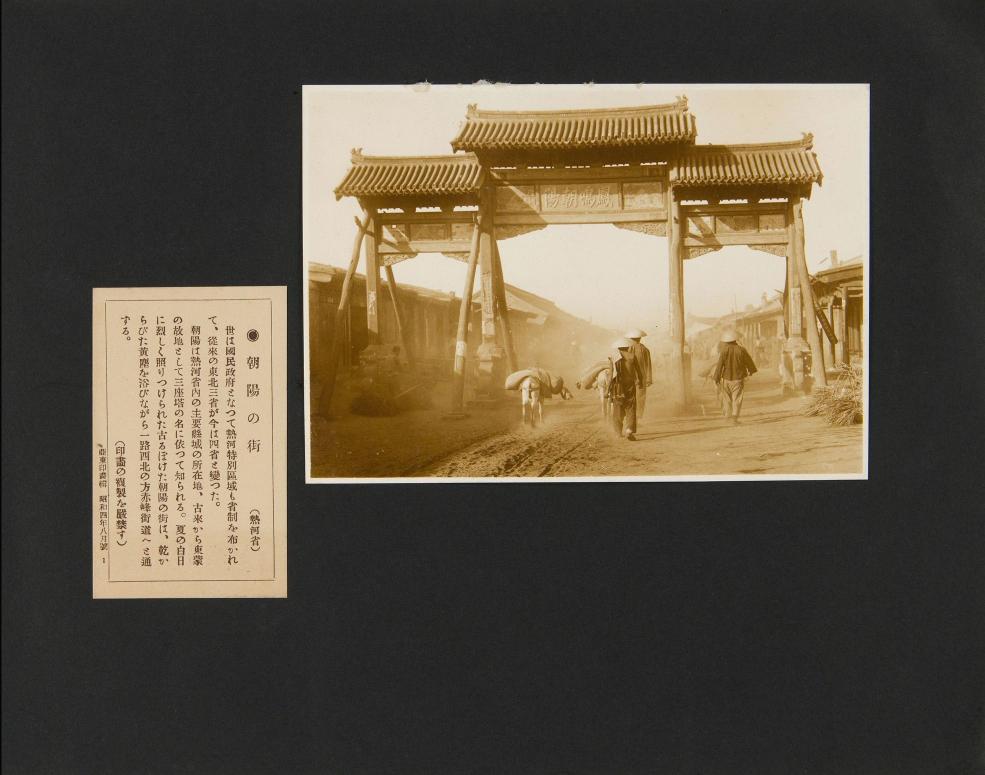 鳳鳴朝陽
◉朝陽の街
（熱河省）
世は國民政府となつて熱河特別區域も省制を布かれ
て、從來の東北三省が今は四省と變つた。
朝陽は熱河省內の主要縣城の所在地、古來から東蒙
の故地として三座塔の名に依つて知られる。夏の白日
に烈しく照りつけられた古るぼけた朝陽の街は、乾か
らびた黃塵を浴びながら一路西北の方赤峰街道へと通
ずる。
（印畫の複製を嚴禁す）
亞東印畫輯 昭和四年八月號 1